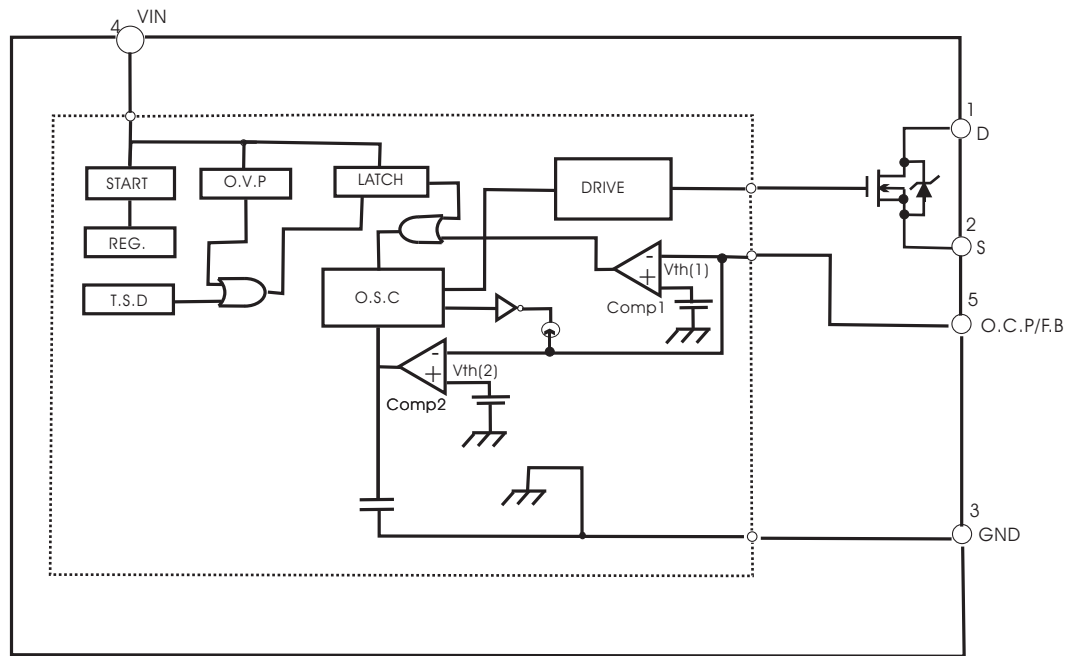 VIN
4
1
D
START
O.V.P
LATCH
DRIVE
2
S
REG.
-
+
Vth(1)
T.S.D
O.S.C
Comp1
5
O.C.P/F.B
-
+
Vth(2)
Comp2
3
GND